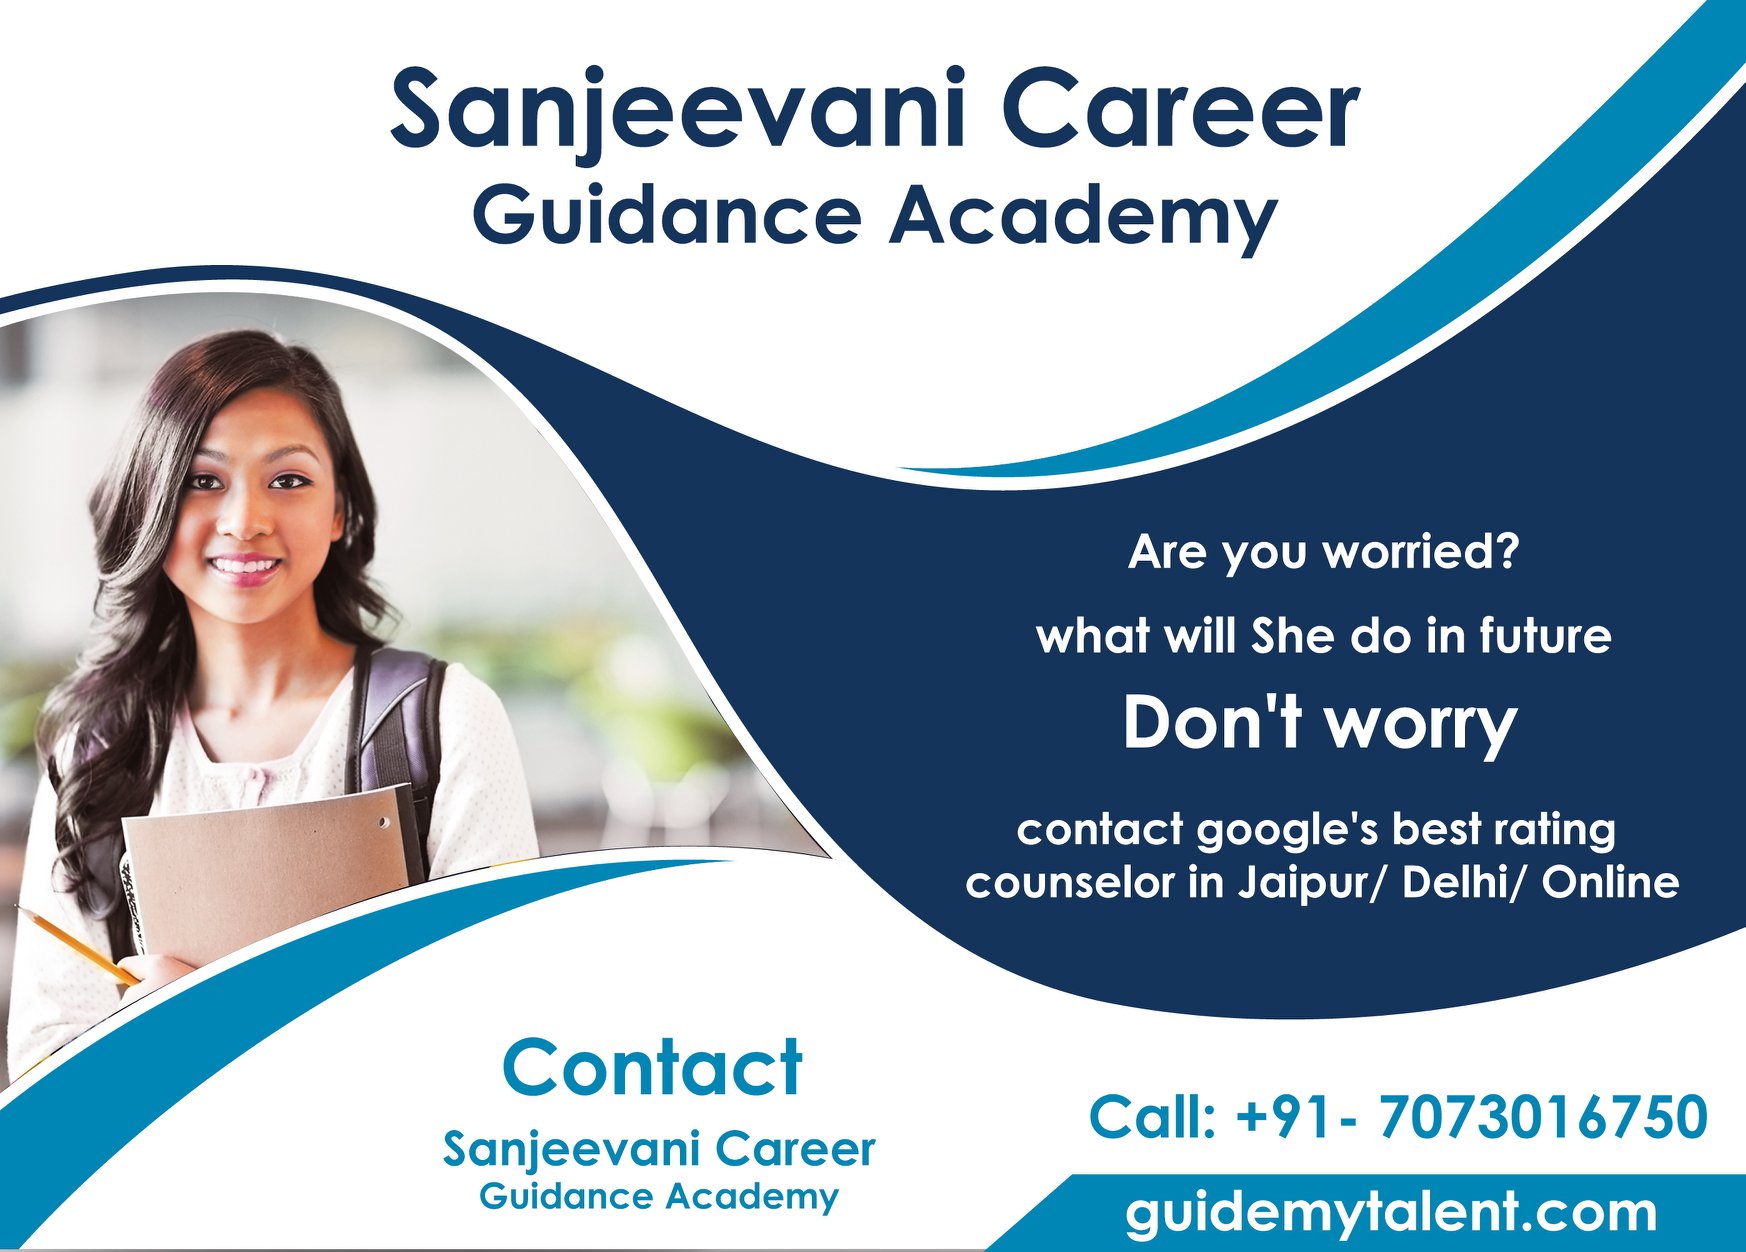 Sanjeevani Career
Guidance Academy
Are you worried?
what will She do in future
Don't worry
contact google's best rating
counselor in Jaipur/ Delhi/ Online
Contact
Sanjeevani Career
Guidance Academy
Call: +91- 7073016750
guidemytalent.com